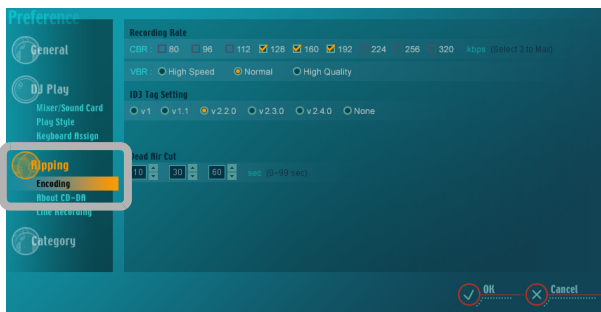 Preference
General
DJ Play
Mixer/Sound Card
Play Style
Keyboard Assign
Ripping
Encoding
About CD-DA
Line Recording
Category
Recording Rate
CBR : 80 96 112 128 160 192 224 256 320 kbps (Select 3 to Max)
VBR : High Speed Normal High Quality
ID3 Tag Setting
v1 v1.1 v2.2.0 v2.3.0 v2.4.0 None
Dead Air Cut
10 30 60 sec (0~99 sec)
OK Cancel